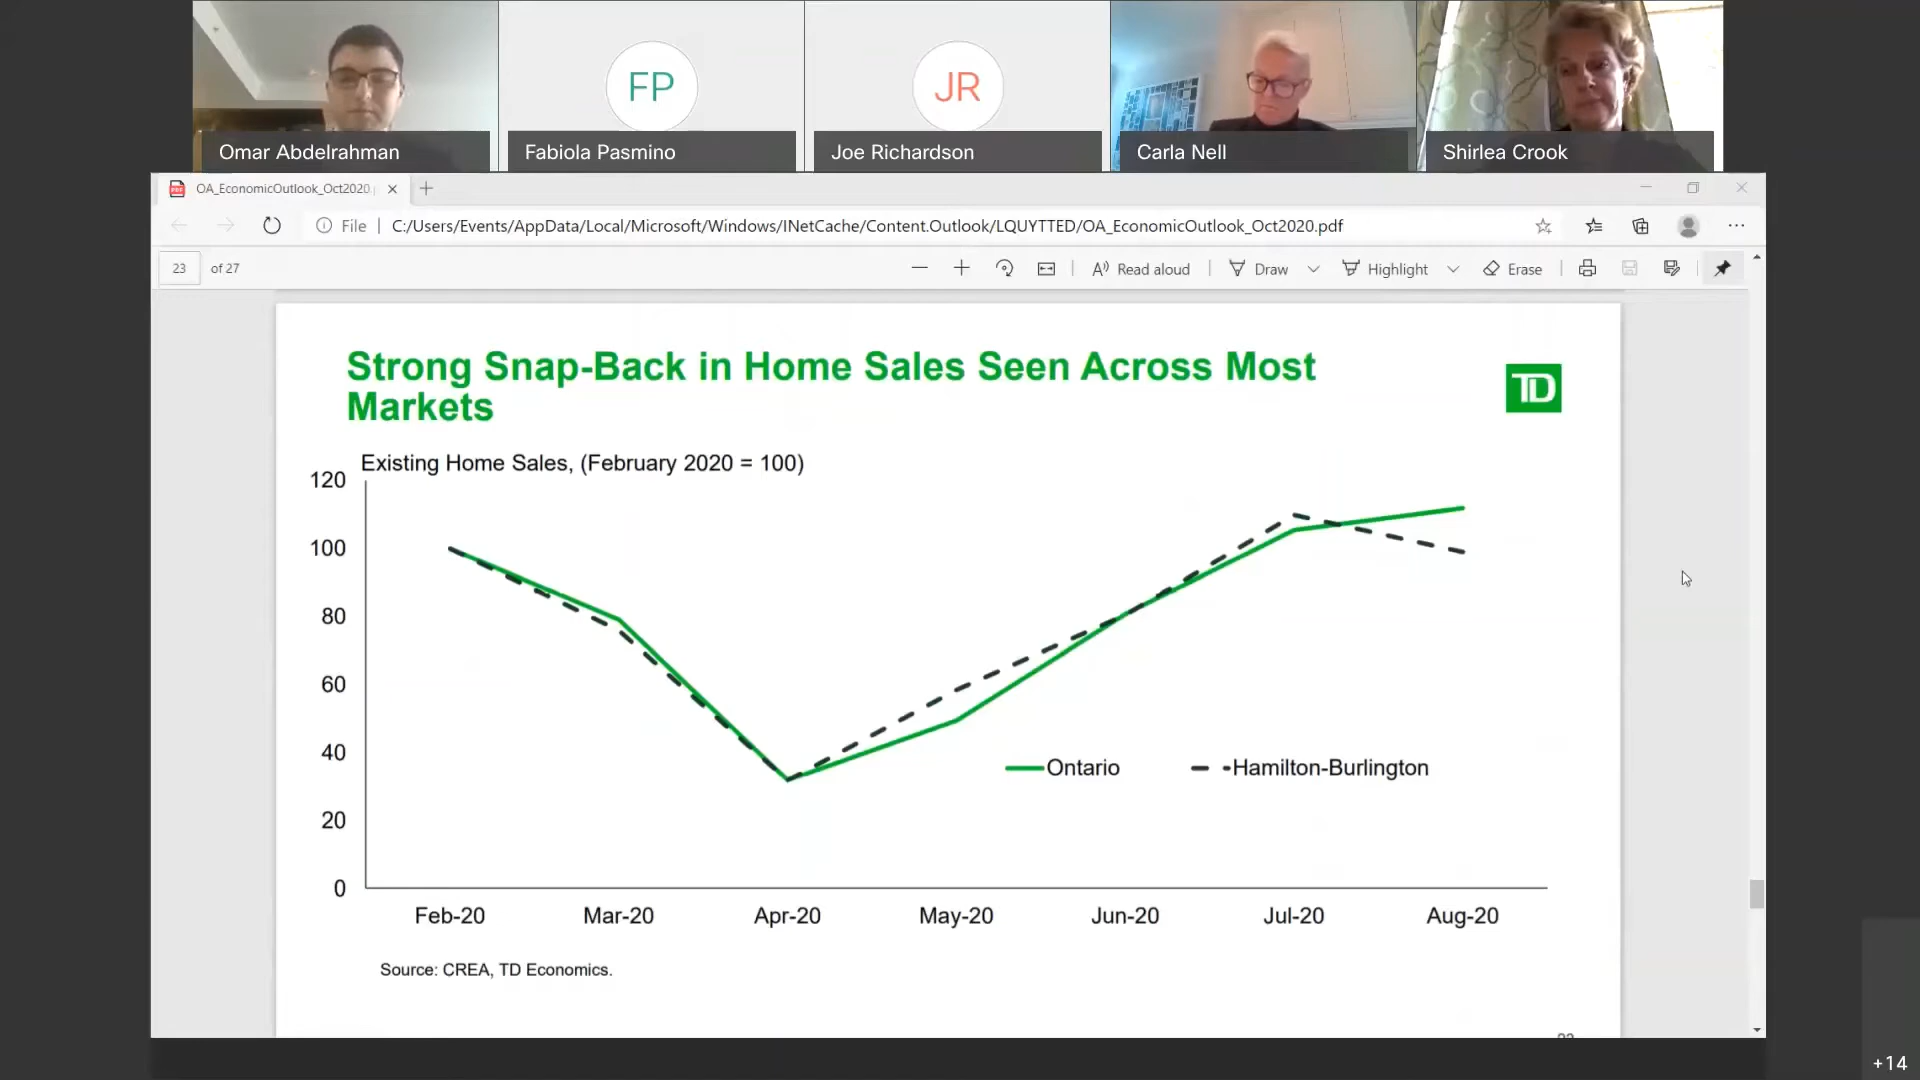 FP
JR
Omar Abdelrahman
Fabiola Pasmino
Joe Richardson
Carla Nell
Shirlea Crook
OA_EconomicOutlook_Oct2020
File
C:/Users/Events/AppData/Local/Microsoft/Windows/INetCache/Content.Outlook/LQUYTTED/OA_EconomicOutlook_Oct2020.pdf
23 of 27
Read aloud
Draw
Highlight
Erase
Strong Snap-Back in Home Sales Seen Across Most
Markets
TD
Existing Home Sales, (February 2020 = 100)
120
100
80
60
40
20
0
Ontario
Hamilton-Burlington
Feb-20 Mar-20 Apr-20 May-20 Jun-20 Jul-20 Aug-20
Source: CREA, TD Economics.
+14